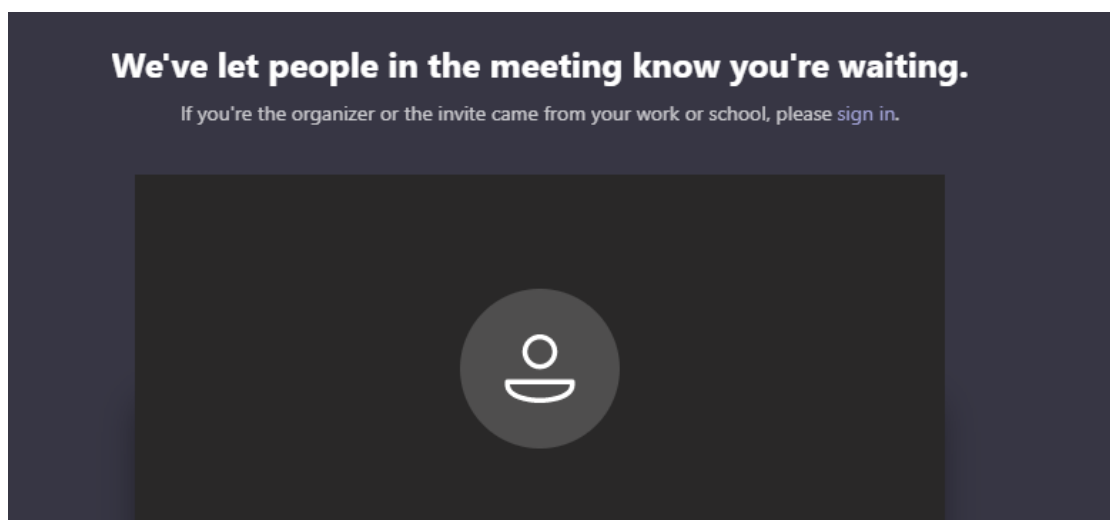 We've let people in the meeting know you're waiting.
If you're the organizer or the invite came from your work or school, please sign in.